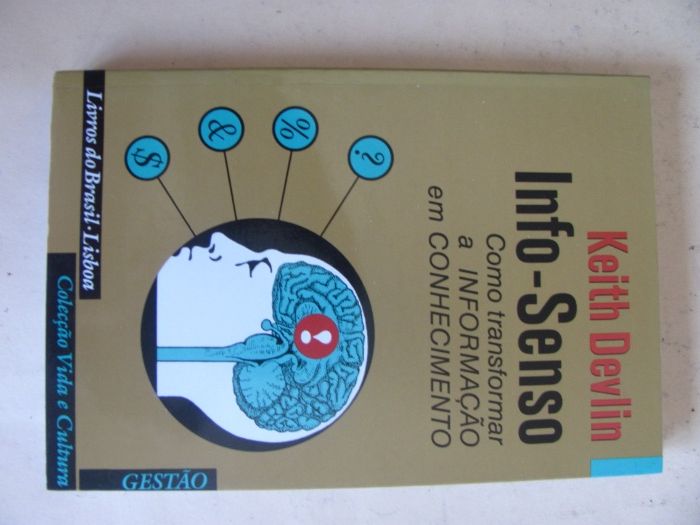 Keith Devlin
Info-Senso
Como transformar
a INFORMAÇÃO
em CONHECIMENTO
?
%
&
$
!
GESTÃO
Livros do Brasil · Lisboa
Colecção Vida e Cultura